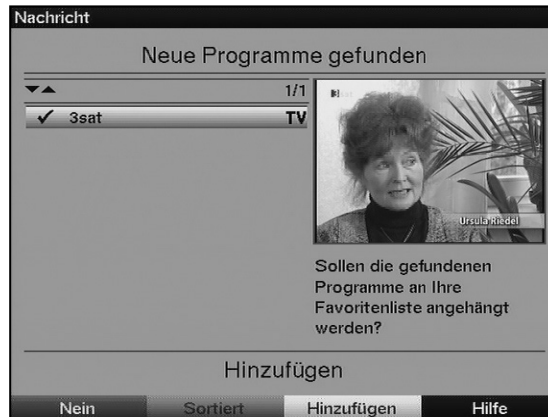 Nachricht
Neue Programme gefunden
1/1
3sat TV
Ursula Riedel
Sollen die gefundenen
Programme an Ihre
Favoritenliste angehängt
werden?
Hinzufügen
Nein Sortiert Hinzufügen Hilfe